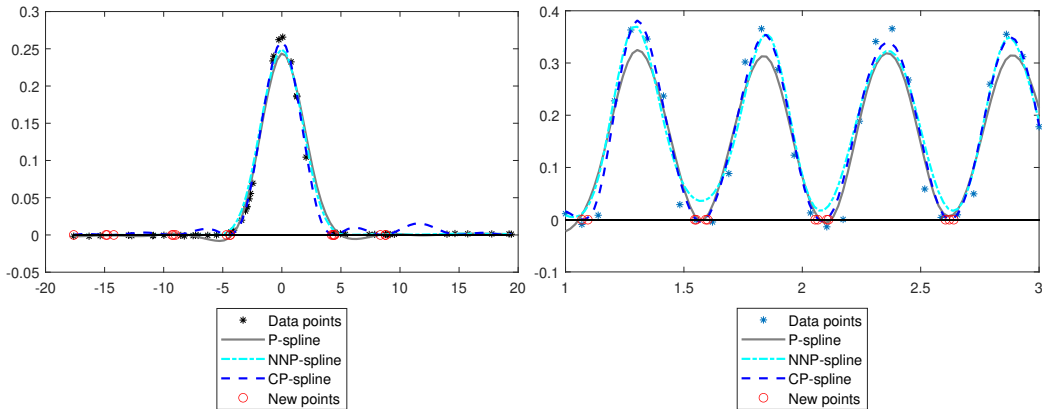 0.3
0.25
0.2
0.15
0.1
0.05
0
-0.05
-20 -15 -10 -5 0 5 10 15 20
Data points
P-spline
NNP-spline
CP-spline
New points
0.4
0.3
0.2
0.1
0
-0.1
1 1.5 2 2.5 3
Data points
P-spline
NNP-spline
CP-spline
New points